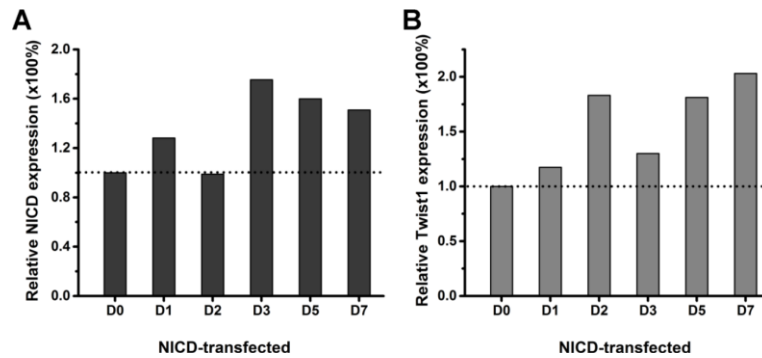 A
Relative NICD expression (x100%)
2.0
1.6
1.2
0.8
0.4
0.0
D0 D1 D2 D3 D5 D7
NICD-transfected
B
Relative Twist1 expression (x100%)
2.0
1.5
1.0
0.5
0.0
D0 D1 D2 D3 D5 D7
NICD-transfected